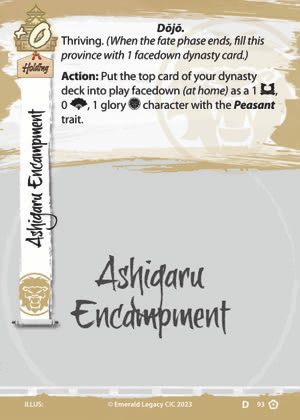 +0
Holding
Dōjō.
Thriving. (When the fate phase ends, fill this
province with 1 facedown dynasty card.)
Action: Put the top card of your dynasty
deck into play facedown (at home) as a 1 ,
0 , 1 glory character with the Peasant
trait.
Ashigaru Encampment
Ashigaru
Encampment
ILLUS:
© Emerald Legacy CIC 2023
D 93